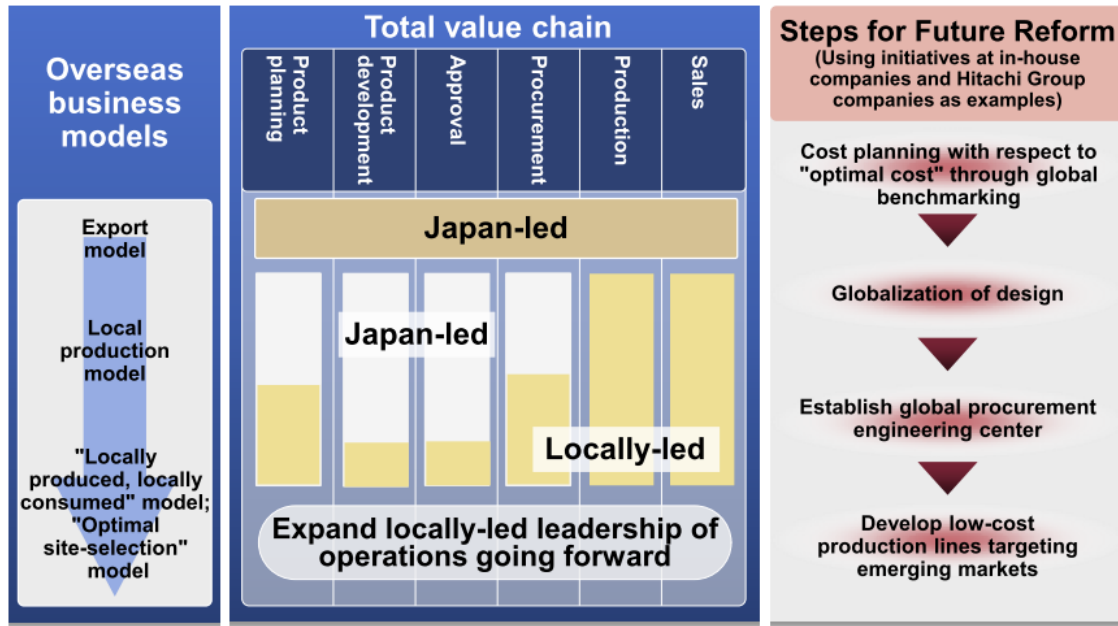 Overseas
business
models
Export
model
Local
production
model
"Locally
produced, locally
consumed" model;
"Optimal
site-selection"
model
Total value chain
Product
planning
Product
development
Approval
Procurement
Production
Sales
Japan-led
Japan-led
Locally-led
Expand locally-led leadership of
operations going forward
Steps for Future Reform
(Using initiatives at in-house
companies and Hitachi Group
companies as examples)
Cost planning with respect to
"optimal cost" through global
benchmarking
Globalization of design
Establish global procurement
engineering center
Develop low-cost
production lines targeting
emerging markets